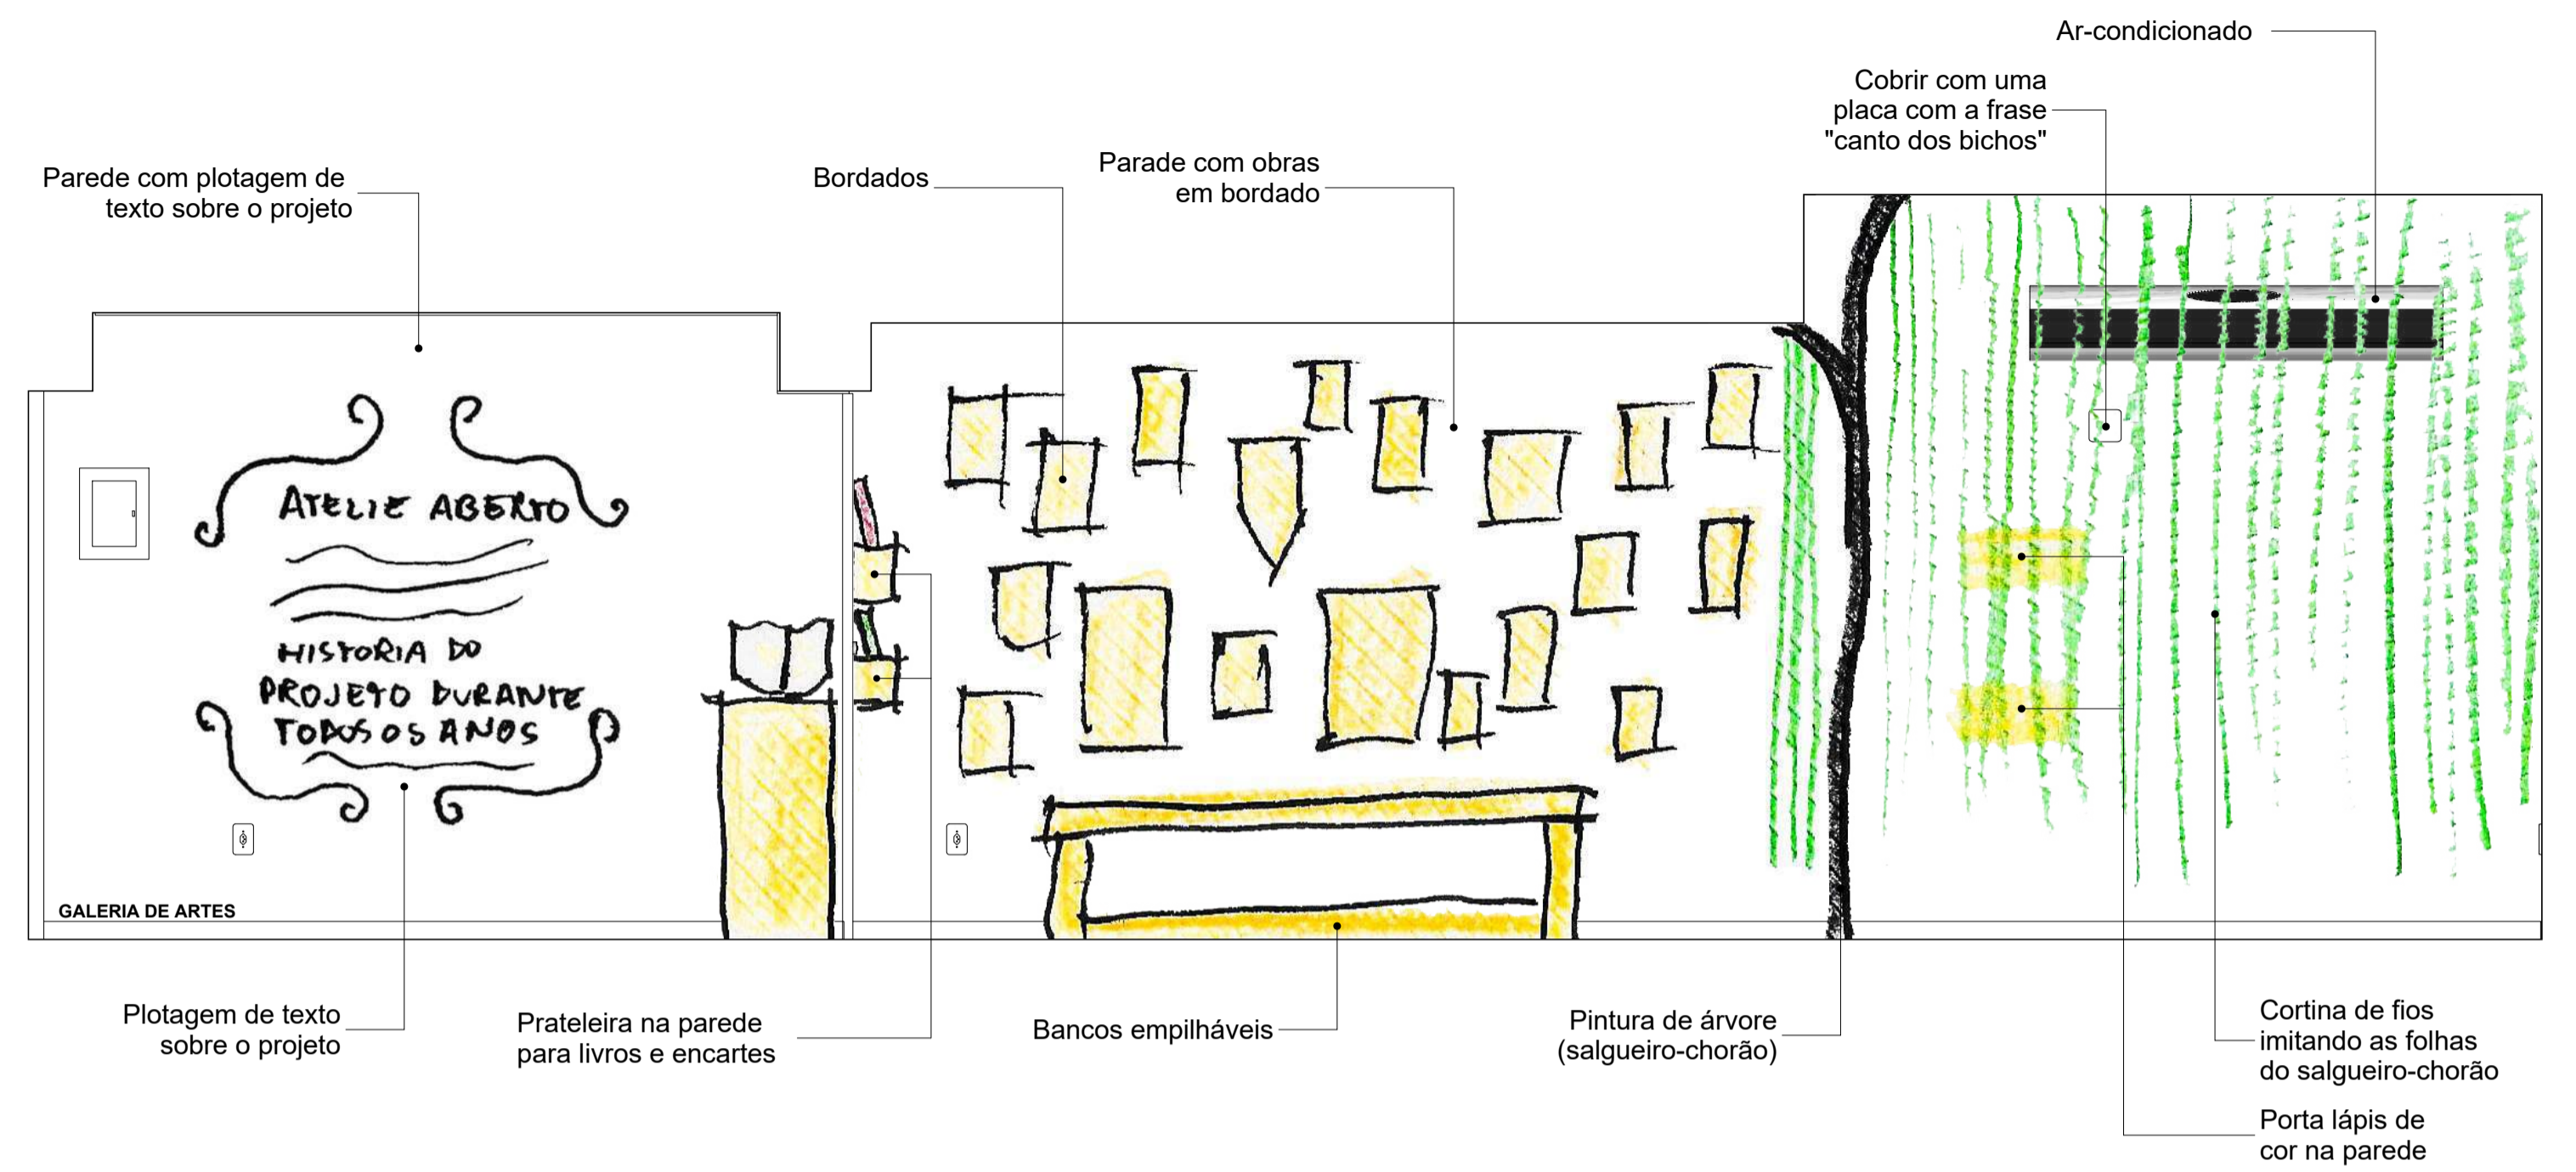 Ar-condicionado
Cobrir com uma
placa com a frase
"canto dos bichos"
Parede com plotagem de
texto sobre o projeto
Bordados
Parade com obras
em bordado
ATELIE ABERTO
HISTORIA DO
PROJETO DURANTE
TODOS OS ANOS
GALERIA DE ARTES
Plotagem de texto
sobre o projeto
Prateleira na parede
para livros e encartes
Bancos empilháveis
Pintura de árvore
(salgueiro-chorão)
Cortina de fios
imitando as folhas
do salgueiro-chorão
Porta lápis de
cor na parede